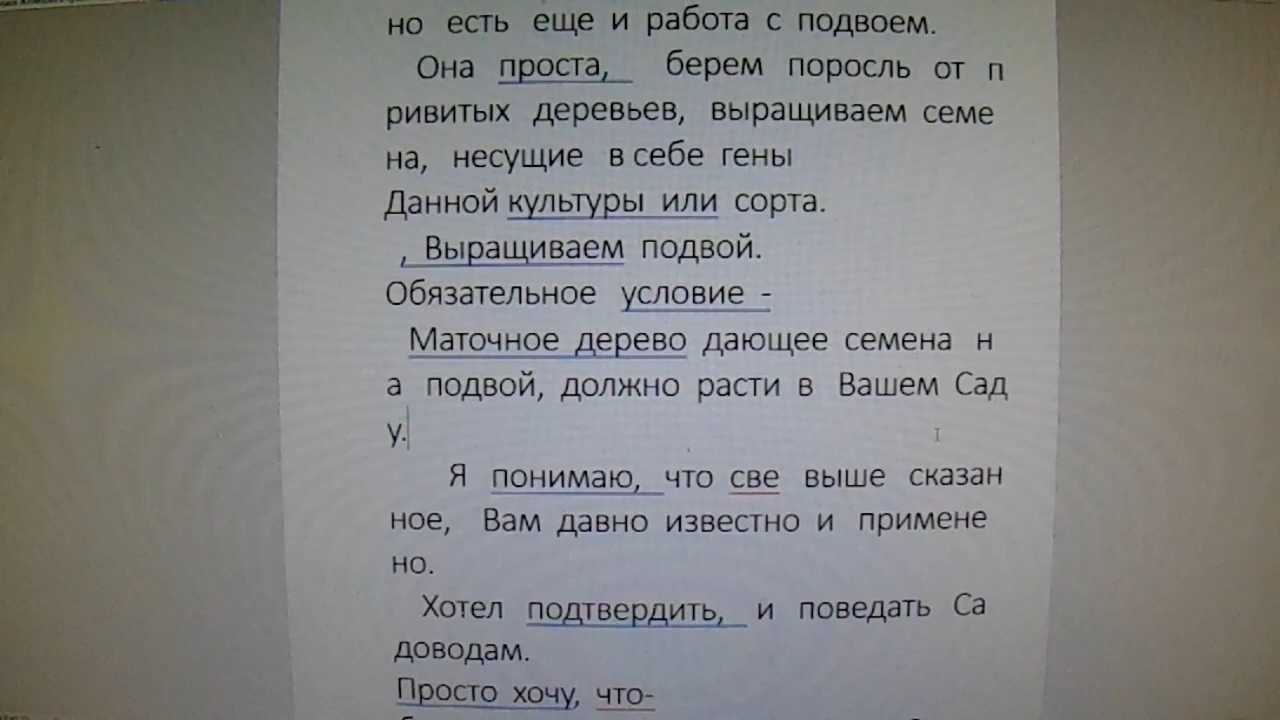 но есть еще и работа с подвоем.
Она проста, берем поросль от п
ривитых деревьев, выращиваем семе
на, несущие в себе гены
Данной культуры или сорта.
, Выращиваем подвой.
Обязательное условие -
Маточное дерево дающее семена н
а подвой, должно расти в Вашем Сад
у.
Я понимаю, что све выше сказан
ное, Вам давно известно и примене
но.
Хотел подтвердить, и поведать Са
доводам.
Просто хочу, что-